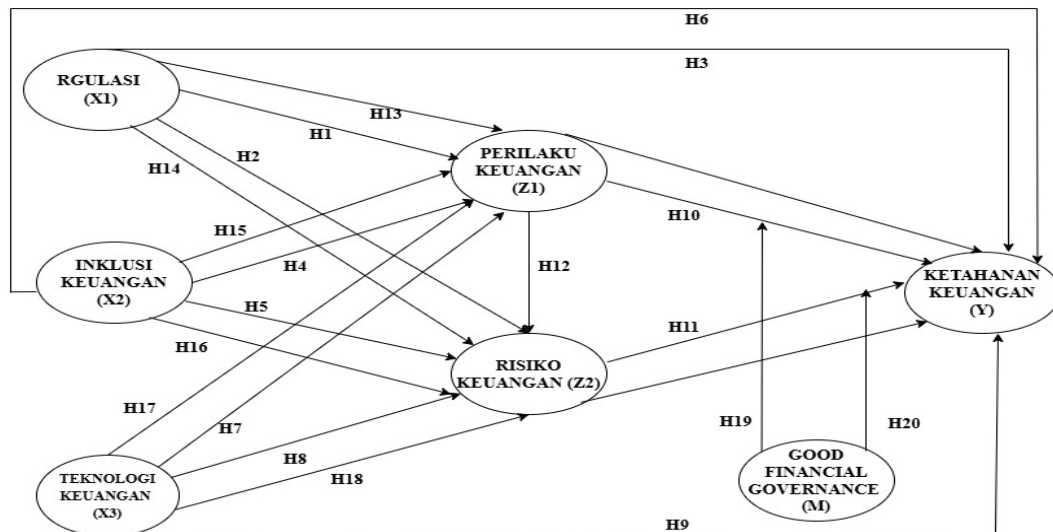 H6
H3
RGULASI
(X1)
H13
H1
H2
H14
PERILAKU
KEUANGAN
(Z1)
H10
H15
H4
H12
INKLUSI
KEUANGAN
(X2)
KETAHANAN
KEUANGAN
(Y)
H5
H16
H11
RISIKO
KEUANGAN (Z2)
H17
H7
H19
H20
H8
H18
TEKNOLOGI
KEUANGAN
(X3)
GOOD
FINANCIAL
GOVERNANCE
(M)
H9